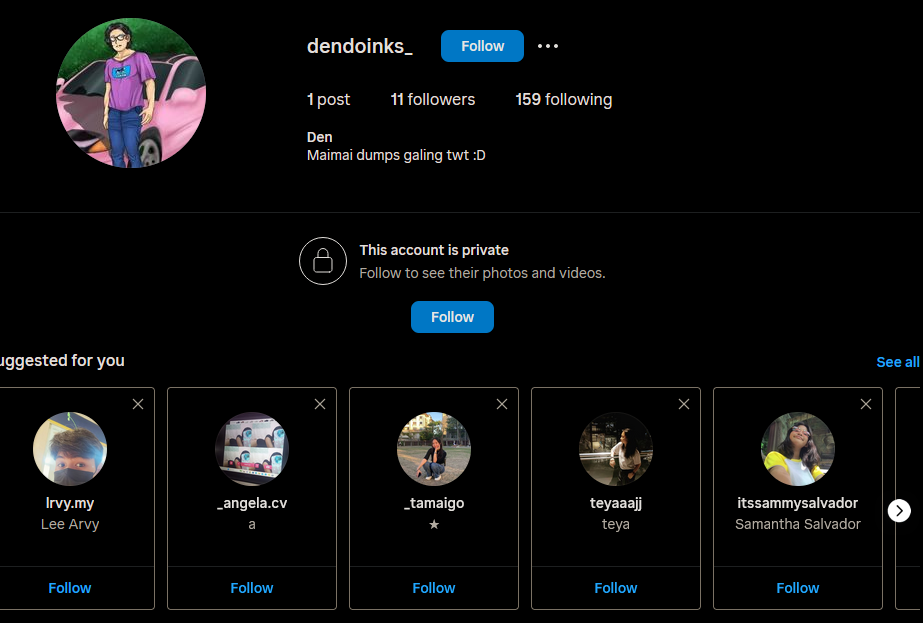 dendoinks_ Follow
1 post 11 followers 159 following
Den
Maimai dumps galing twt :D
This account is private
Follow to see their photos and videos.
Follow
uggested for you See all
lrvy.my _angela.cv _tamaigo teyaaajj itssammysalvador
Lee Arvy a ★ teya Samantha Salvador
Follow Follow Follow Follow Follow